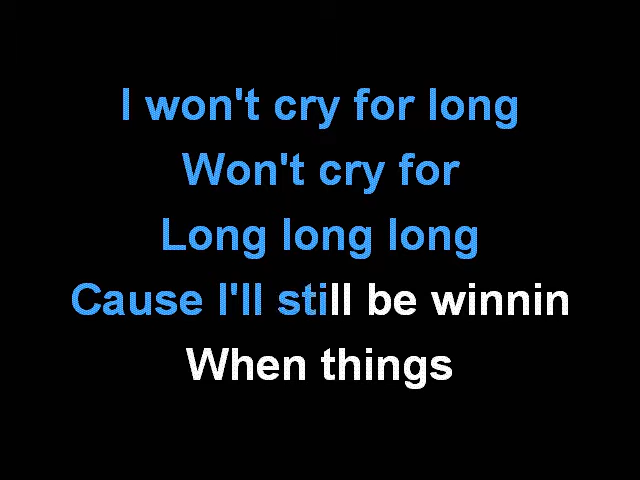 I won't cry for long
Won't cry for
Long long long
Cause I'll still be winnin
When things